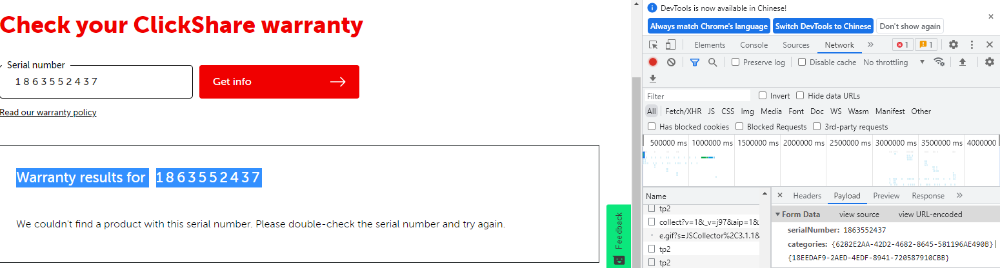 Check your ClickShare warranty
Serial number
1863552437
Get info
Read our warranty policy
Warranty results for 1863552437
We couldn't find a product with this serial number. Please double-check the serial number and try again.
Feedback
DevTools is now available in Chinese!
Always match Chrome's language Switch DevTools to Chinese Don't show again
Elements Console Sources Network 1 1
Preserve log Disable cache No throttling
Filter Invert Hide data URLs
All Fetch/XHR JS CSS Img Media Font Doc WS Wasm Manifest Other
Has blocked cookies Blocked Requests 3rd-party requests
500000 ms 1000000 ms 1500000 ms 2000000 ms 2500000 ms 3000000 ms 3500000 ms 4000000
Name
tp2
collect?v=1&_v=j97&aip=1&
e.gif?s=JSCollector%2C3.1.1&
tp2
tp2
Headers Payload Preview Response
Form Data view source view URL-encoded
serialNumber: 1863552437
categories: {6282E2AA-42D2-4682-8645-581196AE490B}|
{18EEDAF9-2AED-4EDF-8941-720587910CBB}